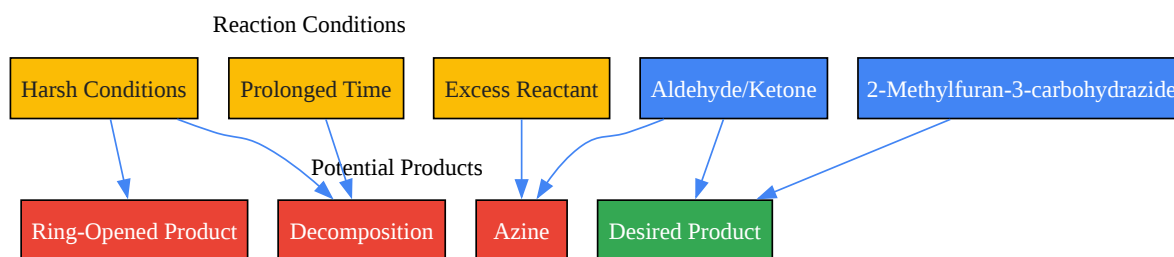 Reaction Conditions
Harsh Conditions
Prolonged Time
Excess Reactant
Aldehyde/Ketone
2-Methylfuran-3-carbohydrazide
Potential Products
Ring-Opened Product
Decomposition
Azine
Desired Product